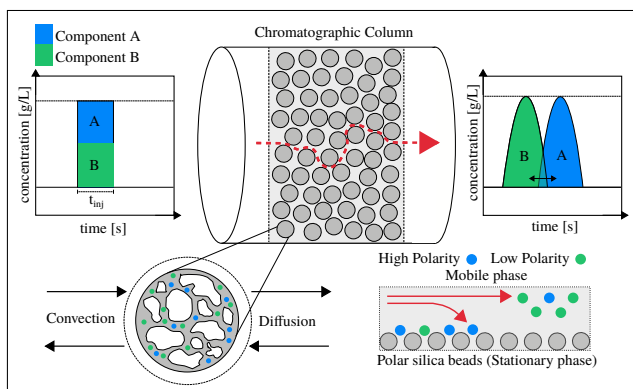 Component A
Component B
Chromatographic Column
concentration [g/L]
A
B
t_inj
time [s]
concentration [g/L]
B
A
time [s]
Convection
Diffusion
High Polarity
Low Polarity
Mobile phase
Polar silica beads (Stationary phase)